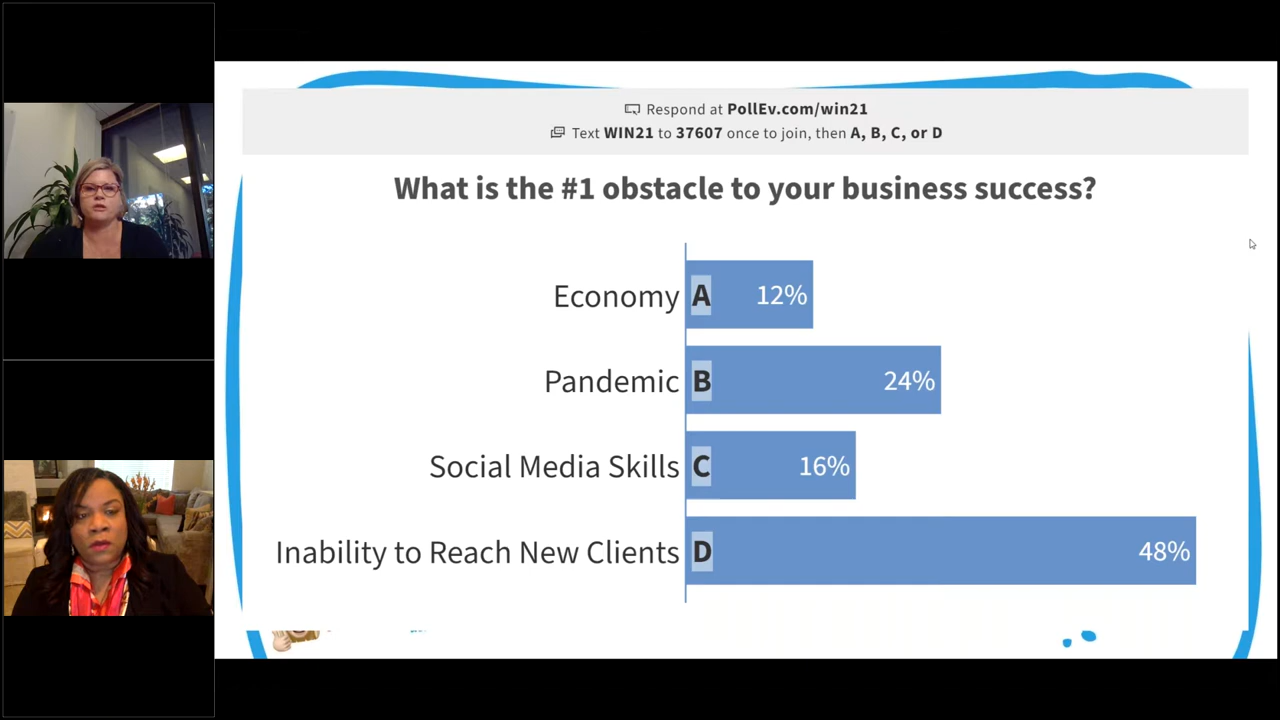 Respond at PollEv.com/win21
Text WIN21 to 37607 once to join, then A, B, C, or D
What is the #1 obstacle to your business success?
Economy A 12%
Pandemic B 24%
Social Media Skills C 16%
Inability to Reach New Clients D 48%